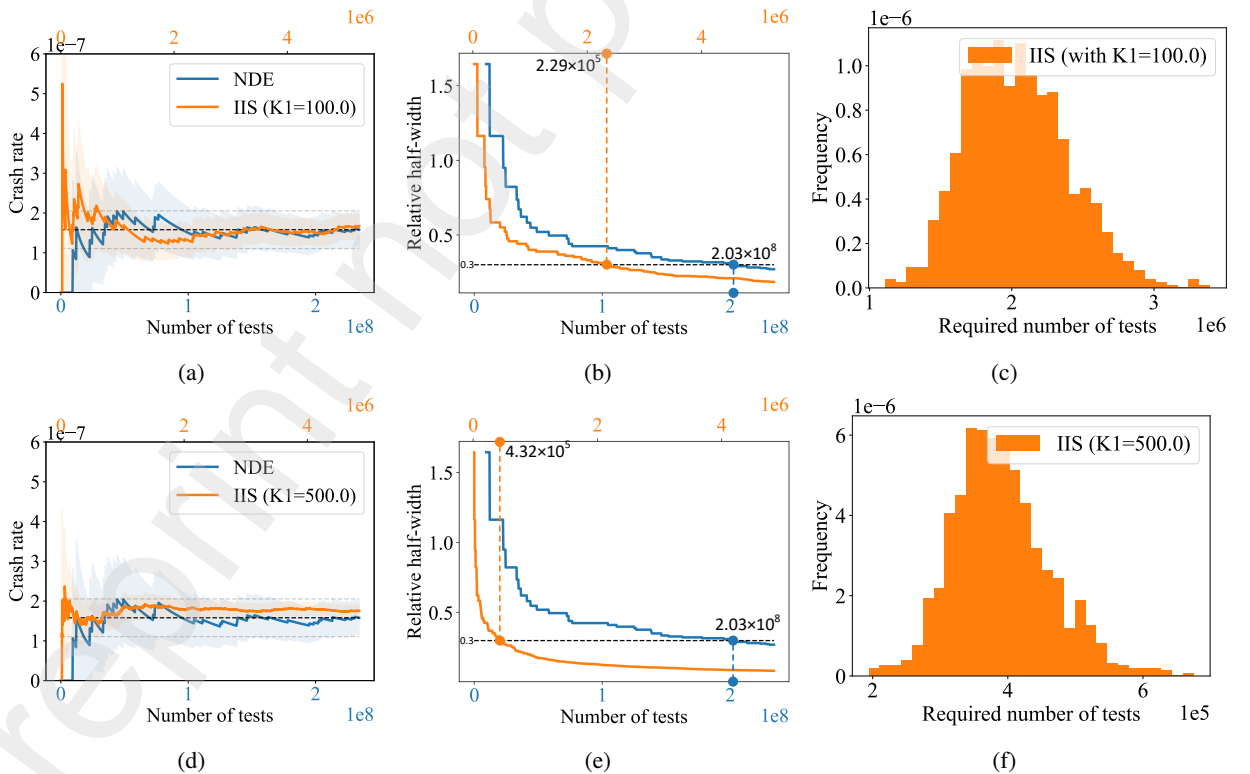 0 2 4 1e6
1e−7
6
5
4
3
2
1
0
Crash rate
NDE
IIS (K1=100.0)
0 1 2
Number of tests 1e8
(a)
0 2 4 1e6
2.29×10⁵
1.5
1.0
0.5
0.3
Relative half-width
2.03×10⁸
0 1 2
Number of tests 1e8
(b)
1e−6
1.0
0.8
0.6
0.4
0.2
0.0
Frequency
IIS (with K1=100.0)
1 2 3
Required number of tests 1e6
(c)
0 2 4 1e6
1e−7
6
5
4
3
2
1
0
Crash rate
NDE
IIS (K1=500.0)
0 1 2
Number of tests 1e8
(d)
0 2 4 1e6
4.32×10⁵
1.5
1.0
0.5
0.3
Relative half-width
2.03×10⁸
0 1 2
Number of tests 1e8
(e)
1e−6
6
4
2
0
Frequency
IIS (K1=500.0)
2 4 6
Required number of tests 1e5
(f)
reprint not p